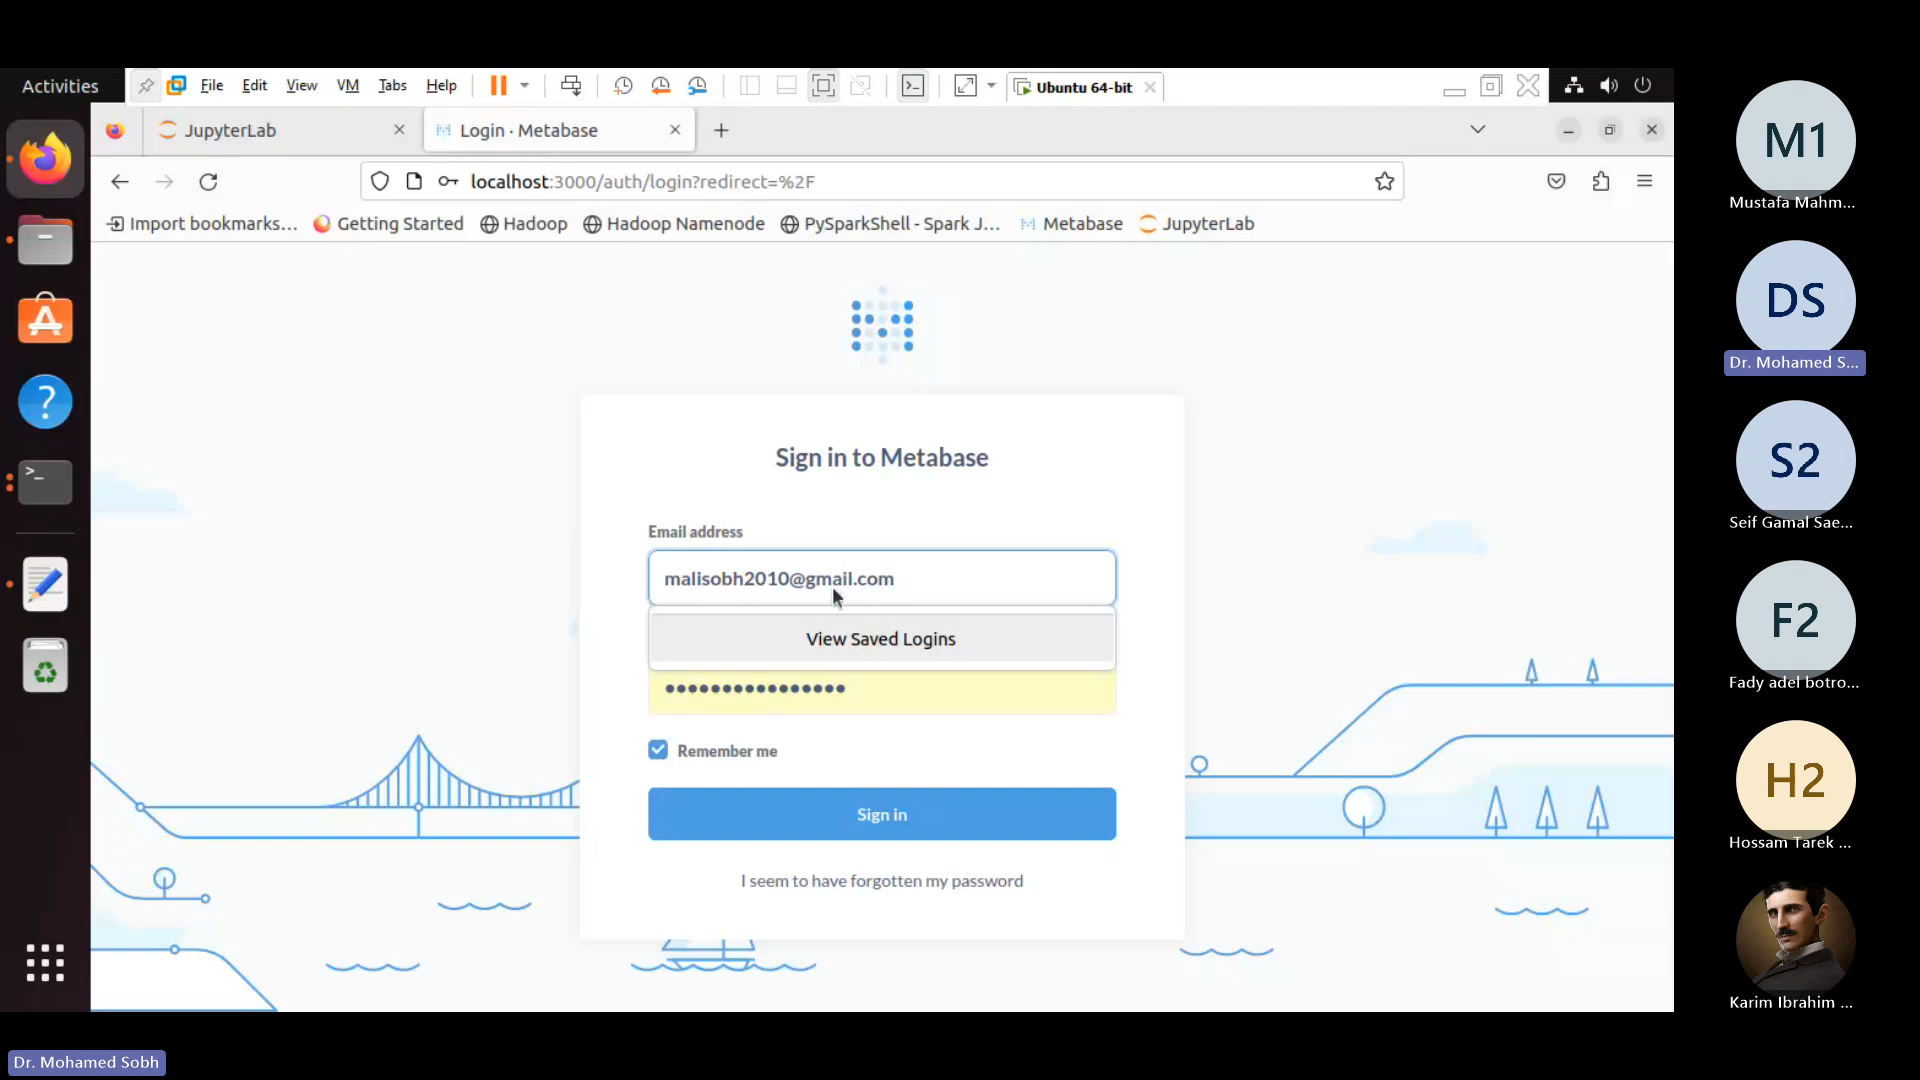 Activities
File Edit View VM Tabs Help
Ubuntu 64-bit
JupyterLab
Login · Metabase
localhost:3000/auth/login?redirect=%2F
Import bookmarks...
Getting Started
Hadoop
Hadoop Namenode
PySparkShell - Spark J...
Metabase
JupyterLab
Sign in to Metabase
Email address
malisobh2010@gmail.com
View Saved Logins
Remember me
Sign in
I seem to have forgotten my password
M1
Mustafa Mahm...
DS
Dr. Mohamed S...
S2
Seif Gamal Sae...
F2
Fady adel botro...
H2
Hossam Tarek ...
Karim Ibrahim ...
Dr. Mohamed Sobh